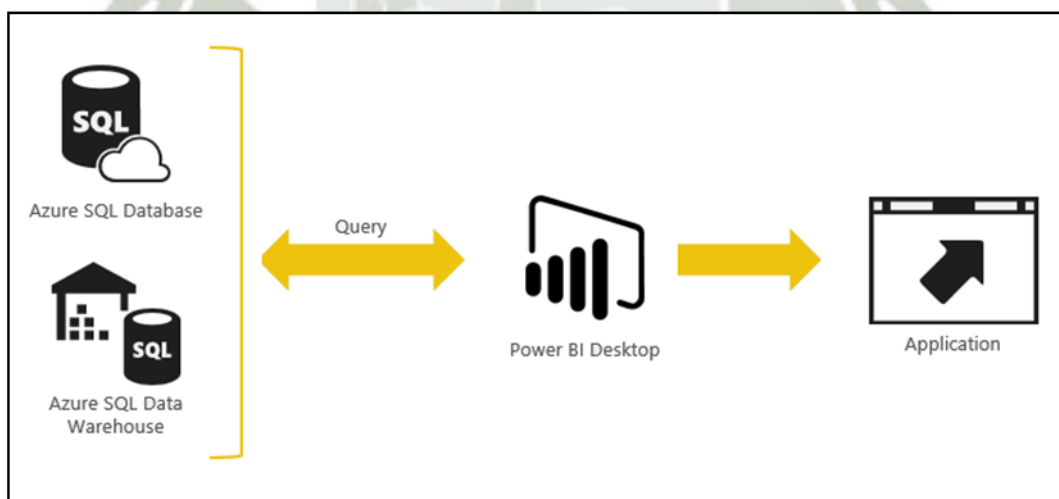 SQL
Azure SQL Database
Query
SQL
Azure SQL Data
Warehouse
Power BI Desktop
Application